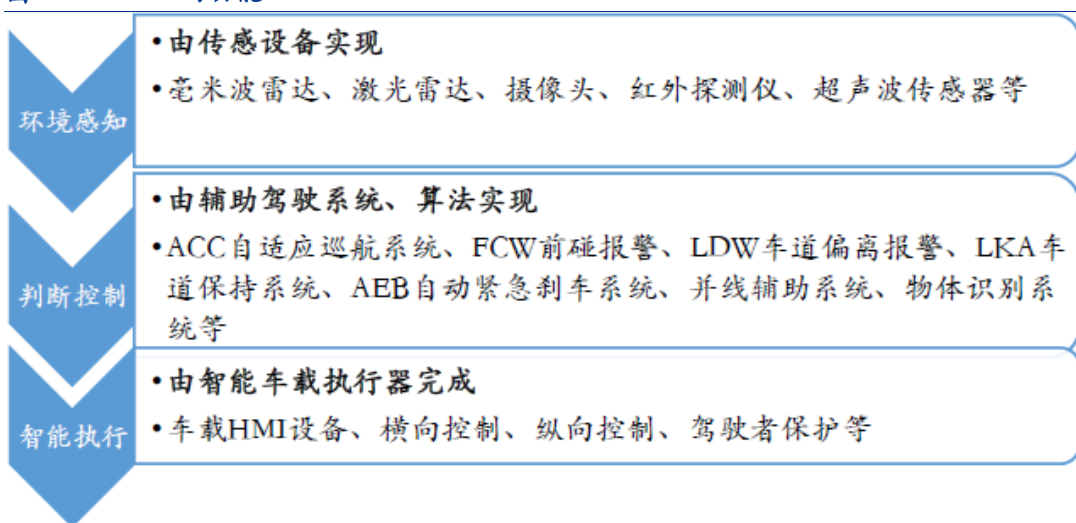 环境感知
•由传感设备实现
•毫米波雷达、激光雷达、摄像头、红外探测仪、超声波传感器等
判断控制
•由辅助驾驶系统、算法实现
•ACC自适应巡航系统、FCW前碰报警、LDW车道偏离报警、LKA车
道保持系统、AEB自动紧急刹车系统、并线辅助系统、物体识别系
统等
智能执行
•由智能车载执行器完成
•车载HMI设备、横向控制、纵向控制、驾驶者保护等